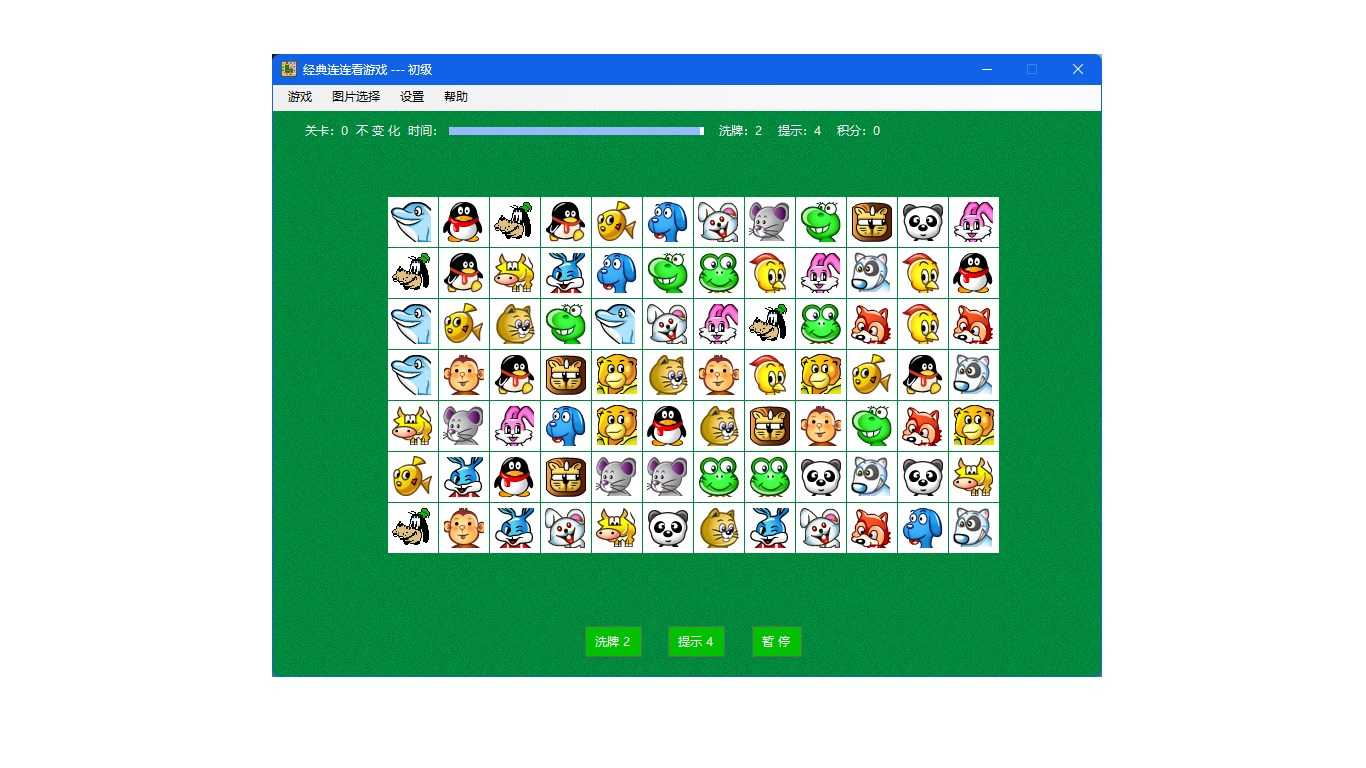 经典连连看游戏 --- 初级
游戏 图片选择 设置 帮助
关卡: 0 不 变 化 时间: 洗牌: 2 提示: 4 积分: 0
洗牌 2 提示 4 暂 停